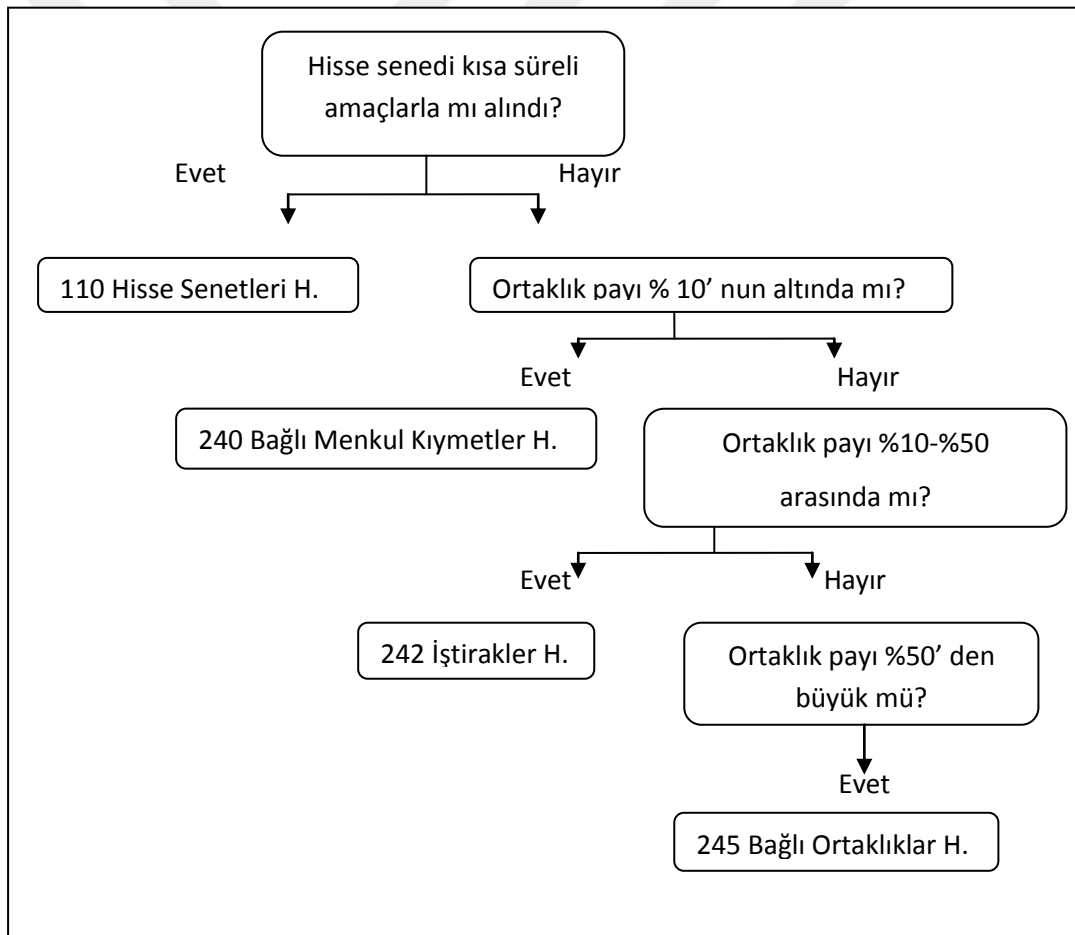 Hisse senedi kısa süreli
amaçlarla mı alındı?
Evet
Hayır
110 Hisse Senetleri H.
Ortaklık payı % 10’ nun altında mı?
Evet
Hayır
240 Bağlı Menkul Kıymetler H.
Ortaklık payı %10-%50
arasında mı?
Evet
Hayır
242 İştirakler H.
Ortaklık payı %50’ den
büyük mü?
Evet
245 Bağlı Ortaklıklar H.